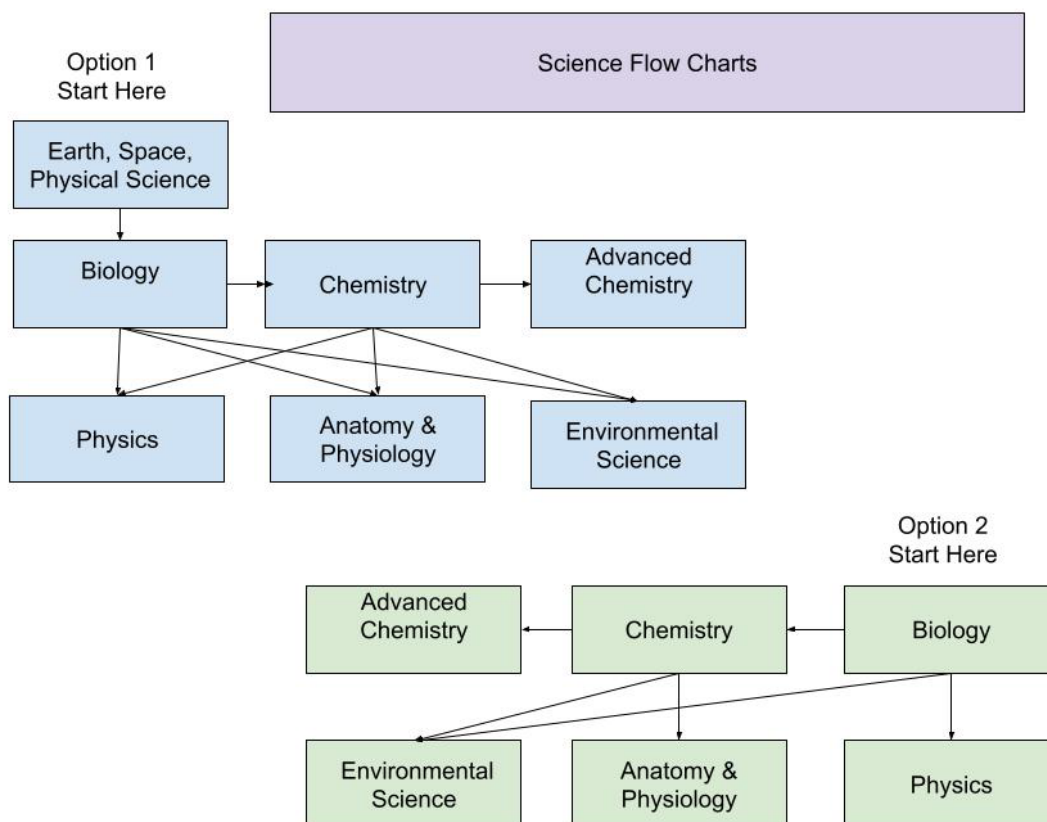 Science Flow Charts
Option 1
Start Here
Earth, Space,
Physical Science
Biology
Chemistry
Advanced
Chemistry
Physics
Anatomy &
Physiology
Environmental
Science
Option 2
Start Here
Advanced
Chemistry
Chemistry
Biology
Environmental
Science
Anatomy &
Physiology
Physics